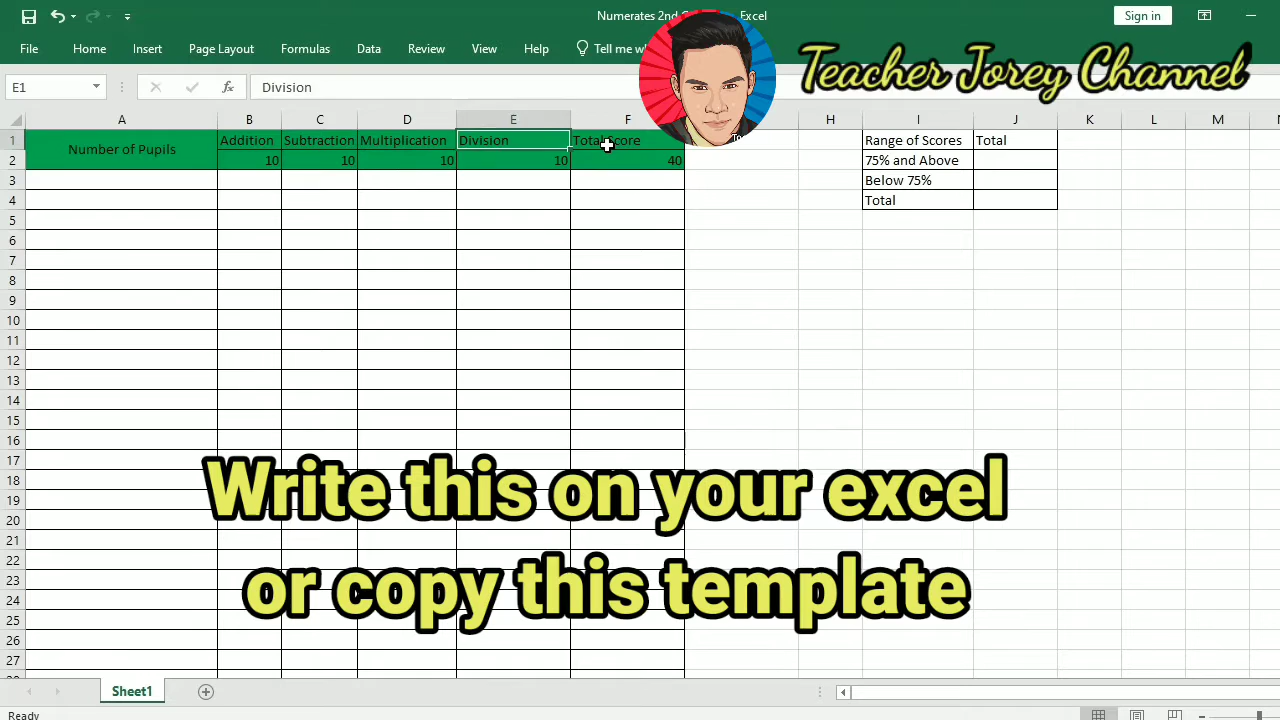 Numerates 2nd Excel Sign in
File Home Insert Page Layout Formulas Data Review View Help Tell me
Teacher Jorey Channel
E1 Division
A B C D E F H I J K L M
1 Number of Pupils Addition Subtraction Multiplication Division Total Score Range of Scores Total
2 10 10 10 10 40 75% and Above
3 Below 75%
4 Total
5
6
7
8
9
10
11
12
13
14
15
16
17
Write this on your excel
18
19
20
21
22
or copy this template
23
24
25
26
27
Sheet1
Ready